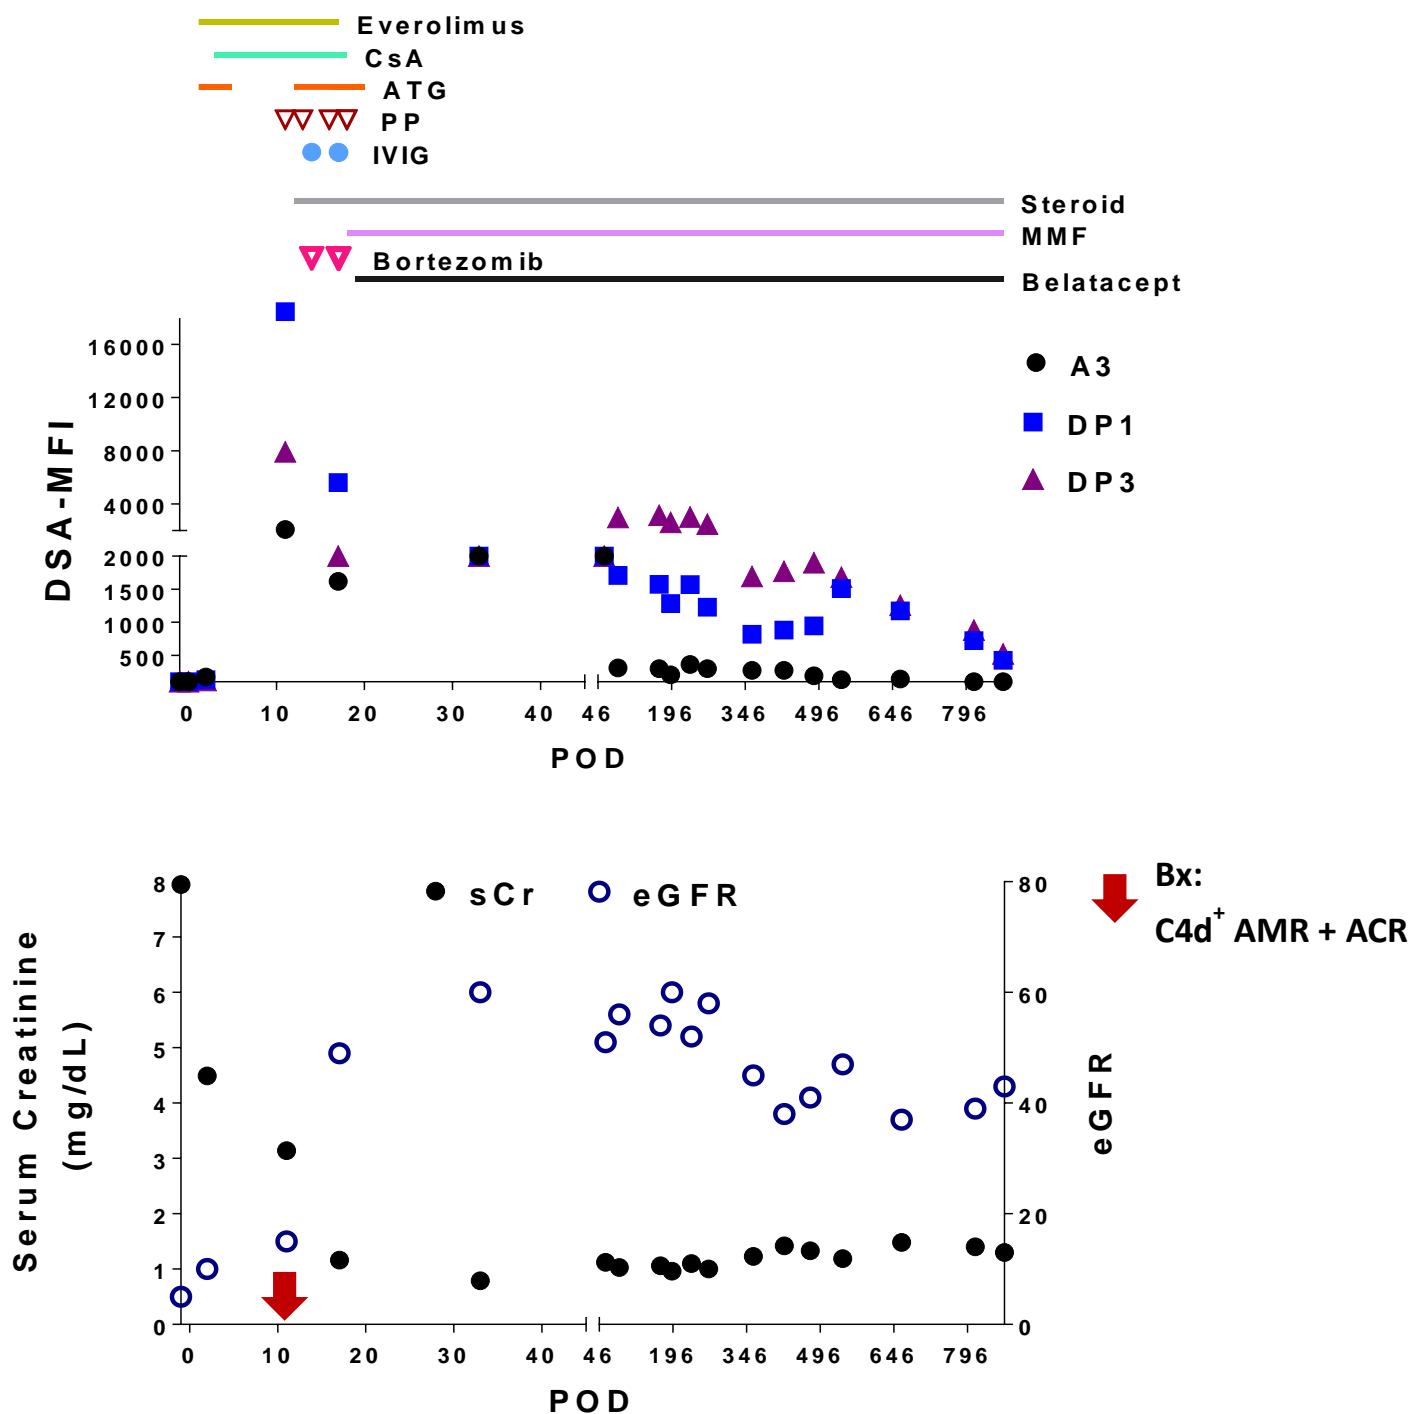 Everolimus
CsA
ATG
PP
IVIG
Steroid
MMF
Bortezomib
Belatacept
16000
12000
8000
4000
2000
1500
1000
500
DSA-MFI
A3
DP1
DP3
0 10 20 30 40 46 196 346 496 646 796
POD
sCr eGFR
Bx:
C4d+ AMR + ACR
8
7
6
5
4
3
2
1
0
Serum Creatinine
(mg/dL)
80
60
40
20
0
eGFR
0 10 20 30 40 46 196 346 496 646 796
POD